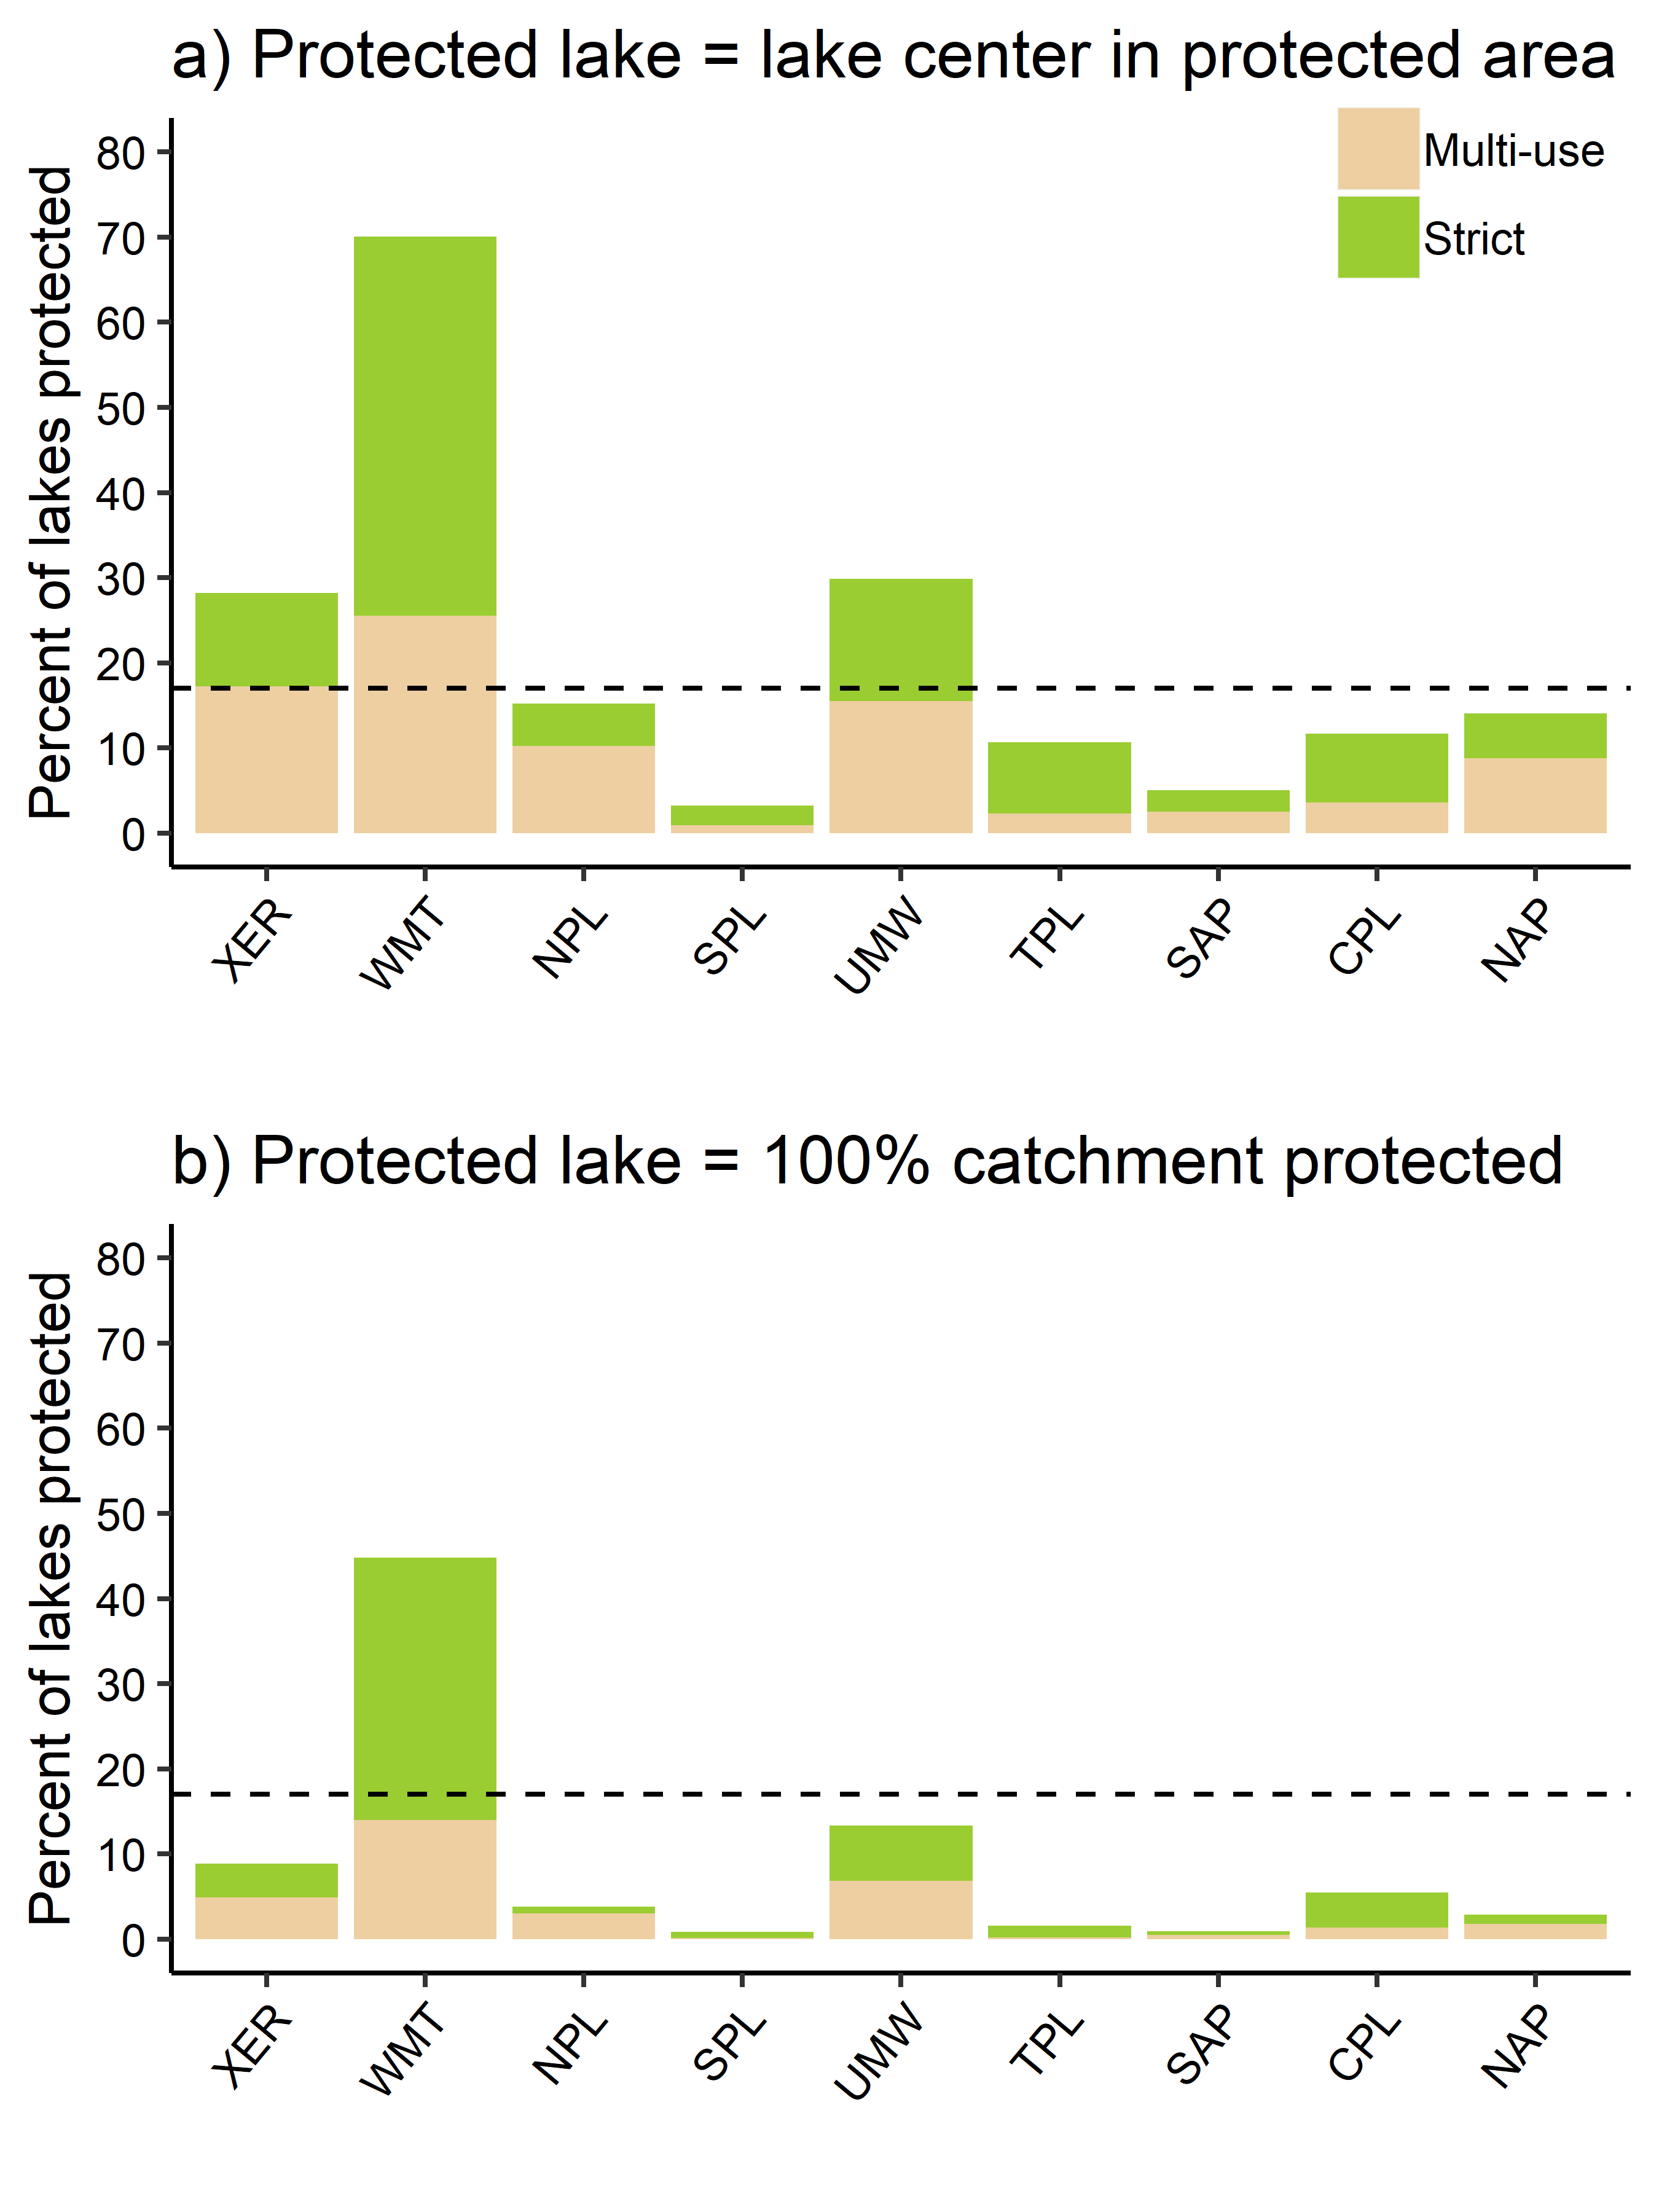 a) Protected lake = lake center in protected area
Multi-use
Strict
Percent of lakes protected
80
70
60
50
40
30
20
10
0
XER WMT NPL SPL UMW TPL SAP CPL NAP
b) Protected lake = 100% catchment protected
Percent of lakes protected
80
70
60
50
40
30
20
10
0
XER WMT NPL SPL UMW TPL SAP CPL NAP